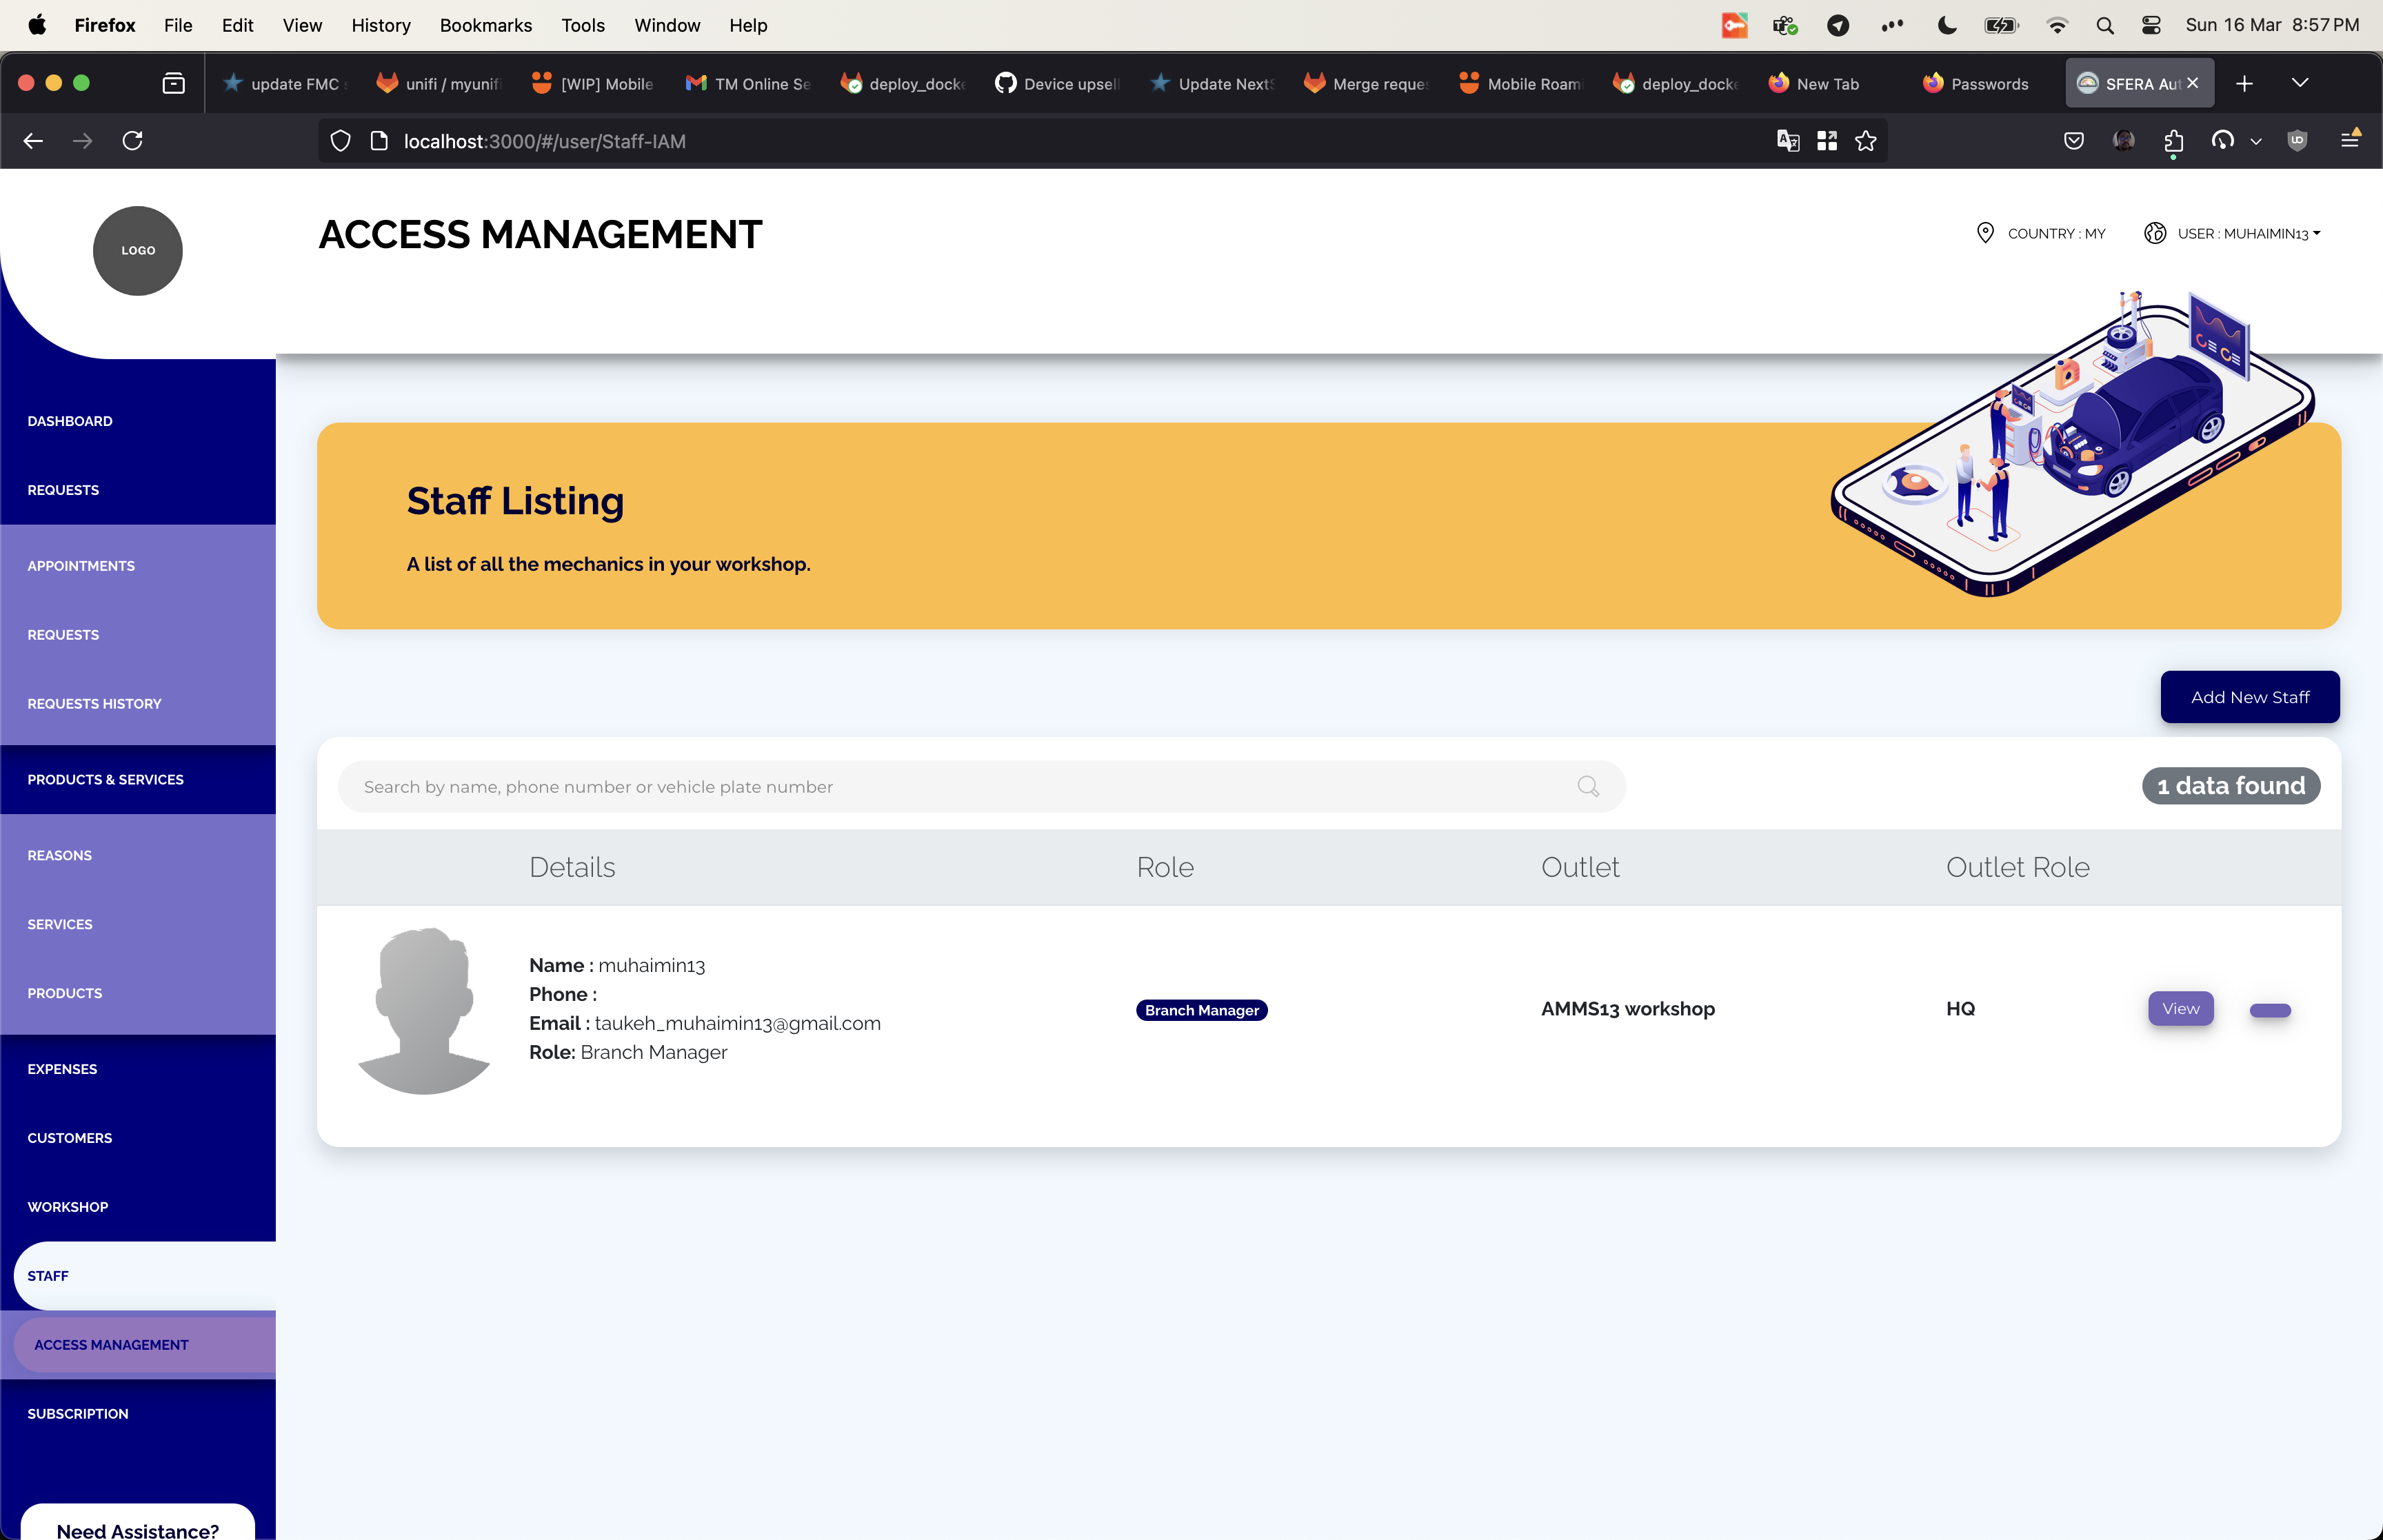 Firefox File Edit View History Bookmarks Tools Window Help Sun 16 Mar 8:57 PM
update FMC unifi / myunifi [WIP] Mobile TM Online Se deploy_docke Device upsell Update Next Merge reques Mobile Roami deploy_docke New Tab Passwords SFERA Aut
localhost:3000/#/user/Staff-IAM
LOGO
ACCESS MANAGEMENT
COUNTRY : MY
USER : MUHAIMIN13
DASHBOARD
REQUESTS
APPOINTMENTS
REQUESTS
REQUESTS HISTORY
PRODUCTS & SERVICES
REASONS
SERVICES
PRODUCTS
EXPENSES
CUSTOMERS
WORKSHOP
STAFF
ACCESS MANAGEMENT
SUBSCRIPTION
Need Assistance?
Staff Listing
A list of all the mechanics in your workshop.
Add New Staff
Search by name, phone number or vehicle plate number
1 data found
Details Role Outlet Outlet Role
Name : muhaimin13
Phone :
Email : taukeh_muhaimin13@gmail.com
Role: Branch Manager
Branch Manager
AMMS13 workshop
HQ
View